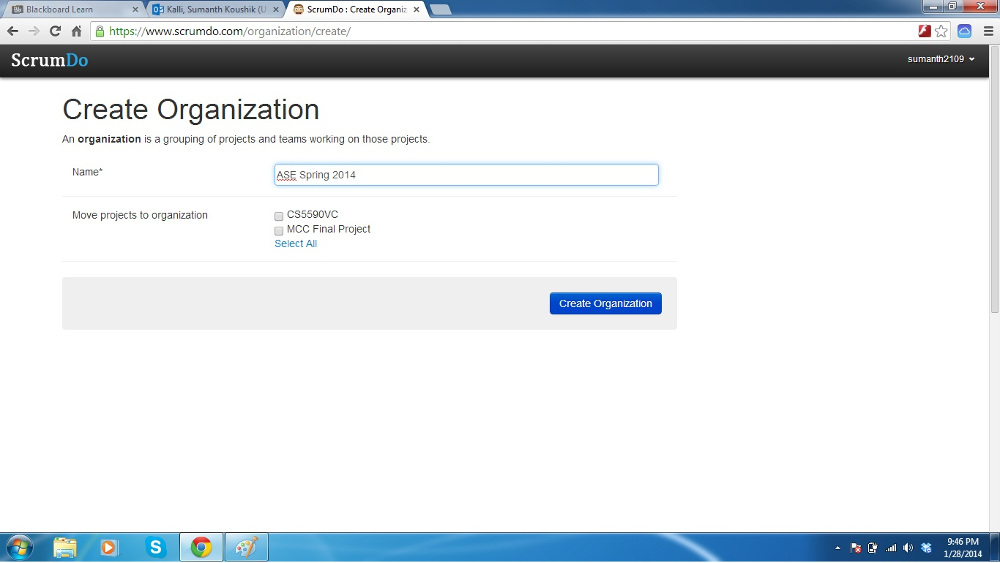 Blackboard Learn
Kalli, Sumanth Koushik (U
ScrumDo : Create Organiz
https://www.scrumdo.com/organization/create/
ScrumDo
sumanth2109
Create Organization
An organization is a grouping of projects and teams working on those projects.
Name*
ASE Spring 2014
Move projects to organization
CS5590VC
MCC Final Project
Select All
Create Organization
9:46 PM
1/28/2014